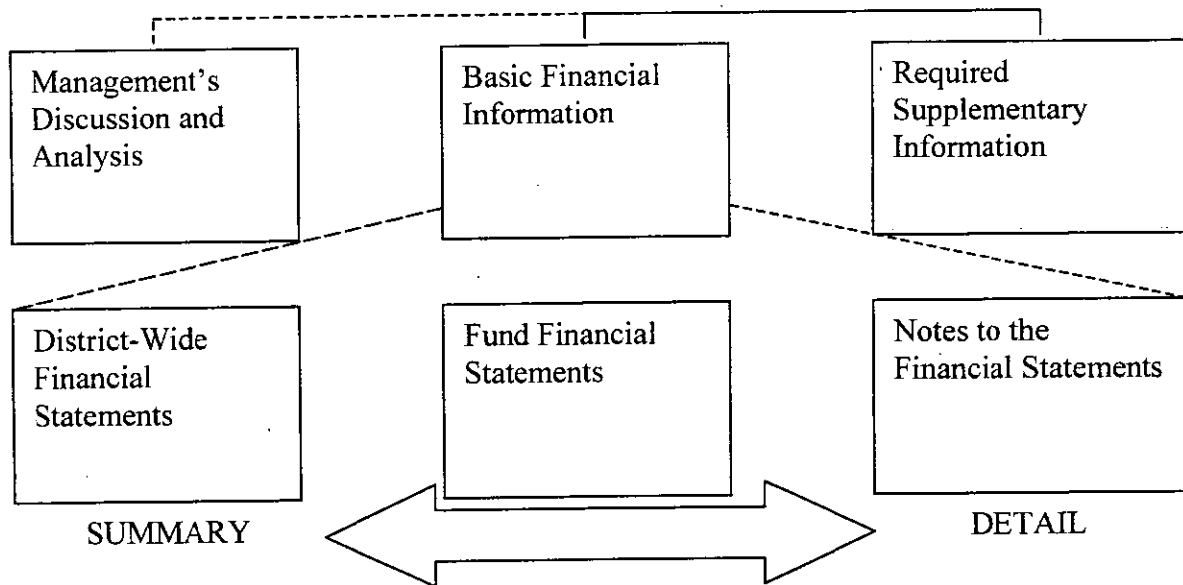 Management's
Discussion and
Analysis
Basic Financial
Information
Required
Supplementary
Information
District-Wide
Financial
Statements
Fund Financial
Statements
Notes to the
Financial Statements
SUMMARY
DETAIL